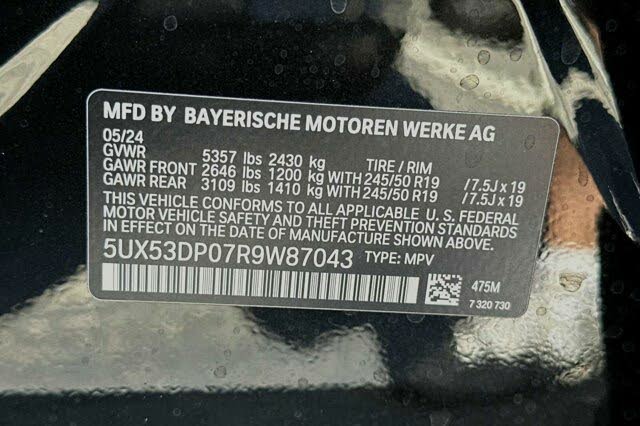 MFD BY BAYERISCHE MOTOREN WERKE AG
05/24
GVWR 5357 lbs 2430 kg TIRE / RIM
GAWR FRONT 2646 lbs 1200 kg WITH 245/50 R19 / 7.5J x 19
GAWR REAR 3109 lbs 1410 kg WITH 245/50 R19 / 7.5J x 19
THIS VEHICLE CONFORMS TO ALL APPLICABLE U. S. FEDERAL
MOTOR VEHICLE SAFETY AND THEFT PREVENTION STANDARDS
IN EFFECT ON THE DATE OF MANUFACTURE SHOWN ABOVE.
5UX53DP07R9W87043 TYPE: MPV
475M
7 320 730